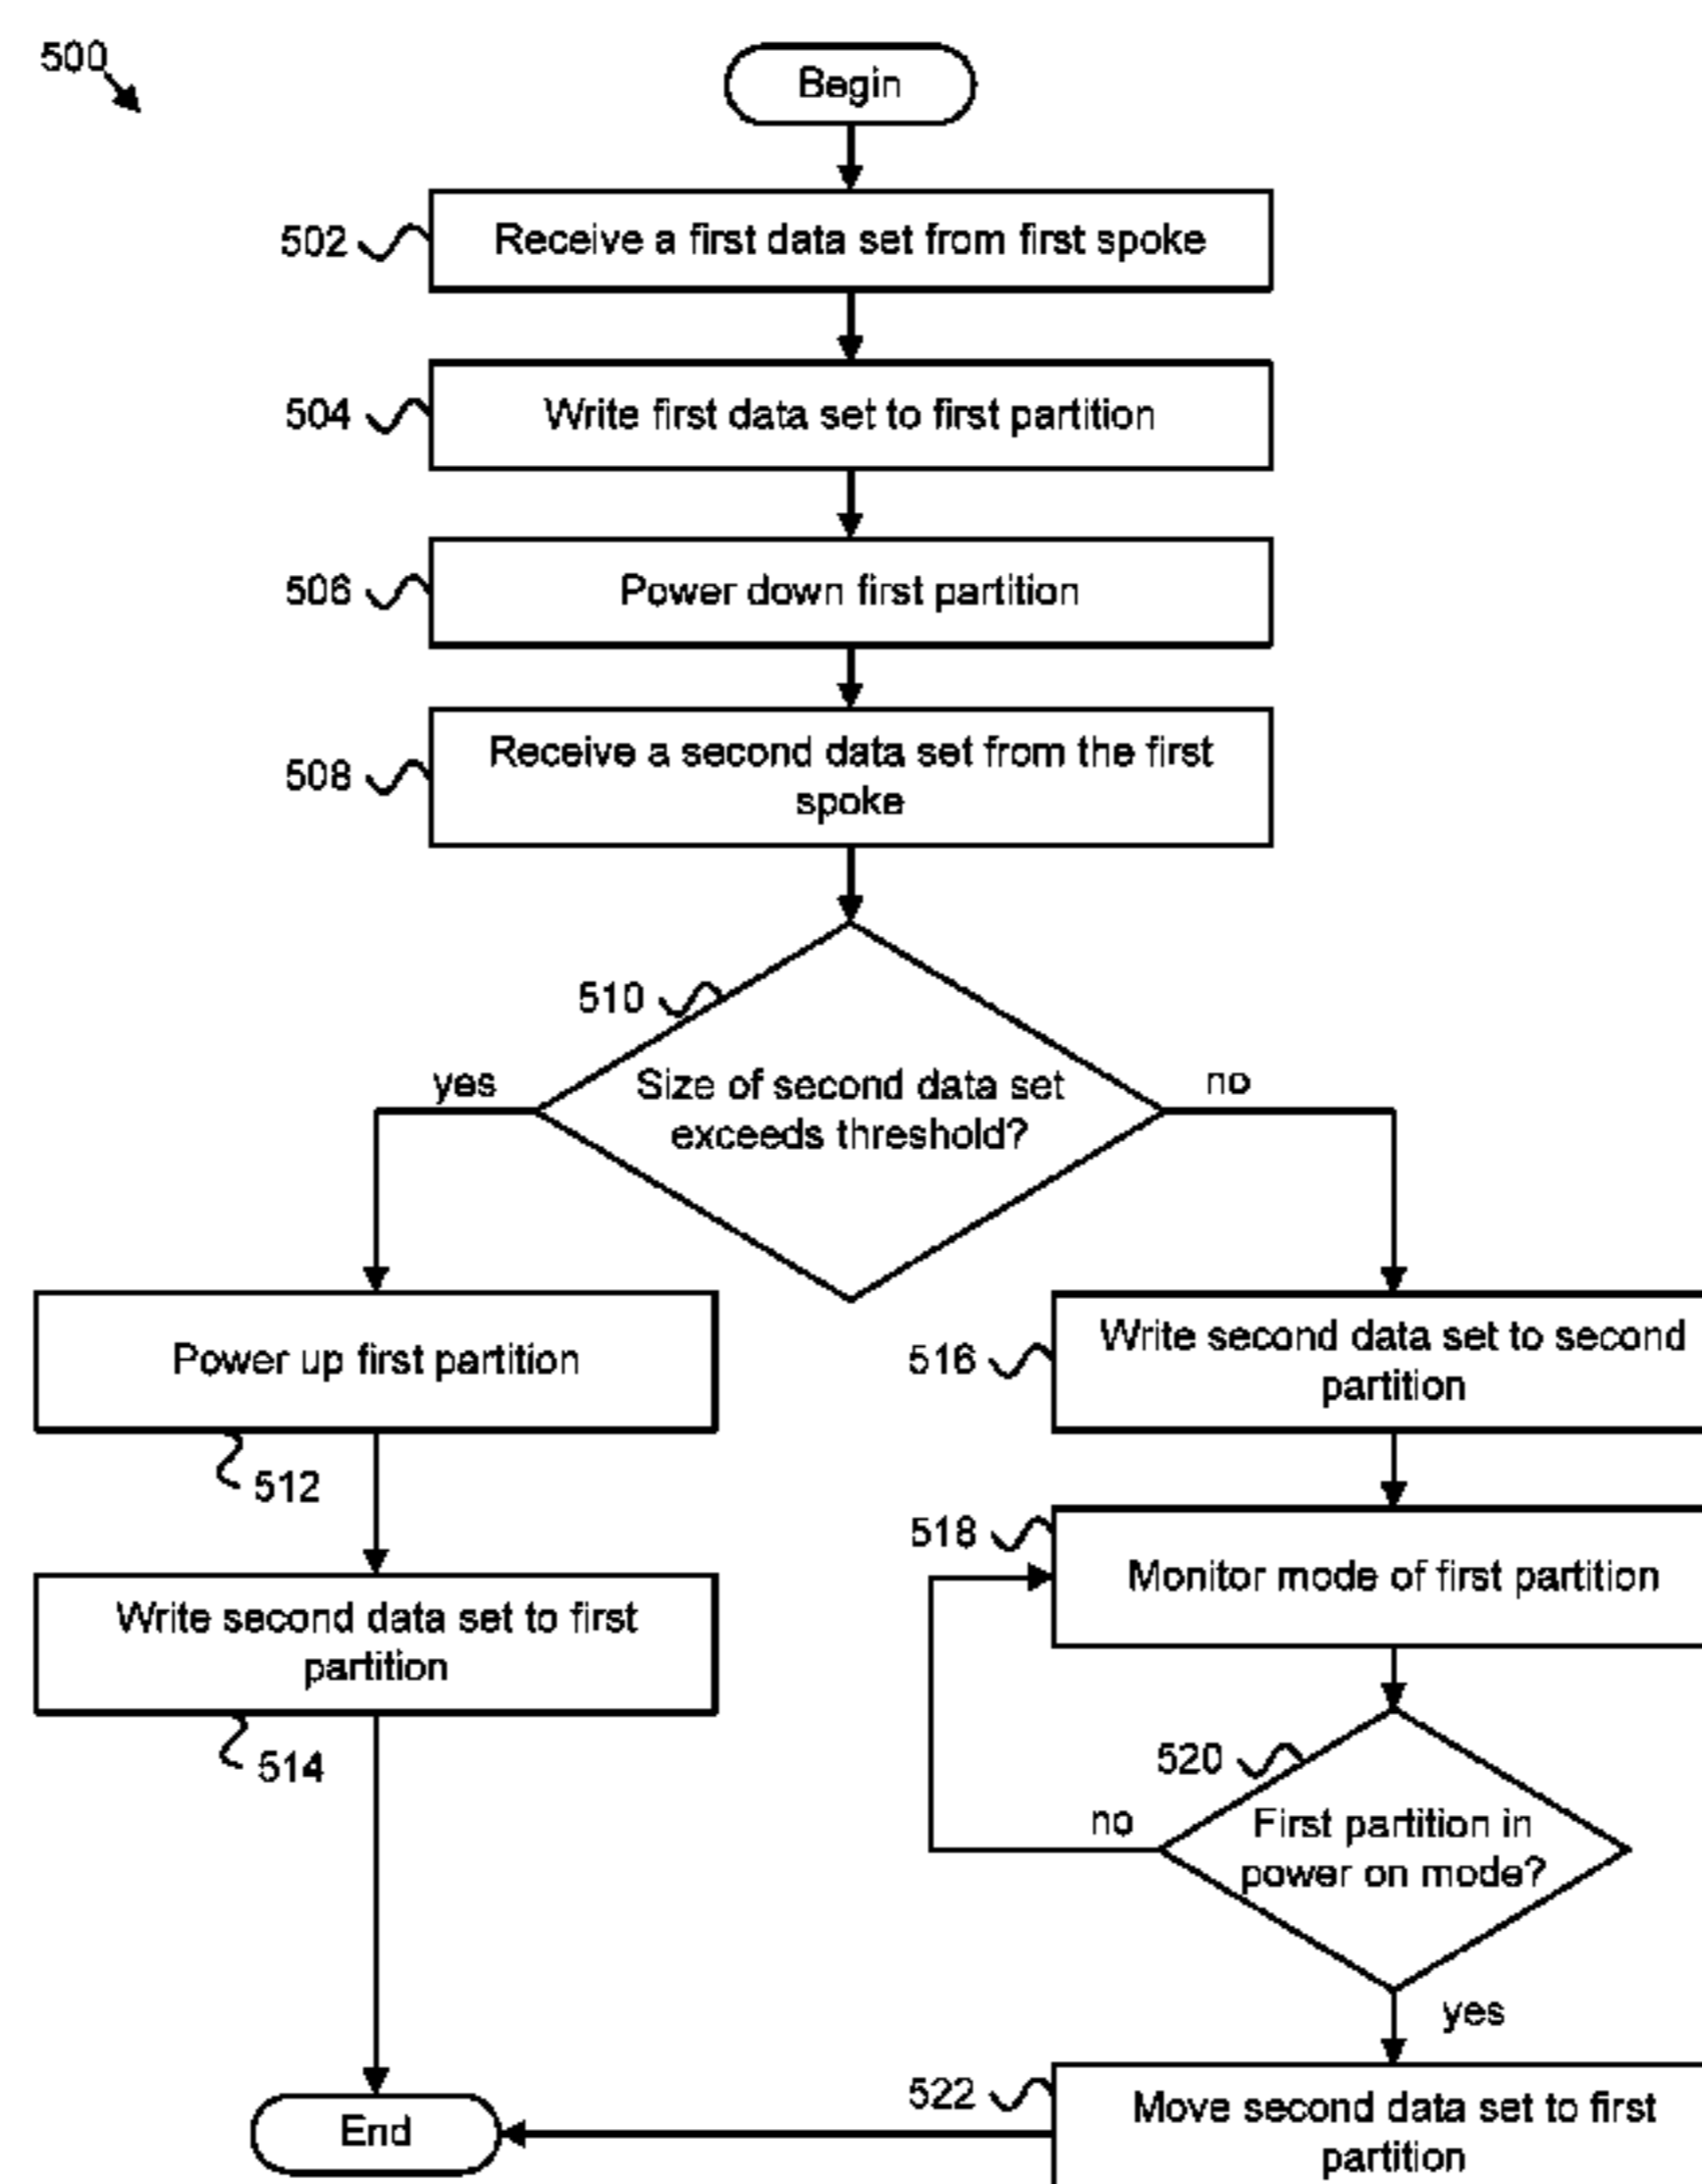 500
Begin
502
Receive a first data set from first spoke
504
Write first data set to first partition
506
Power down first partition
508
Receive a second data set from the first
spoke
510
Size of second data set
exceeds threshold?
yes
no
Power up first partition
512
Write second data set to first
partition
514
516
Write second data set to second
partition
518
Monitor mode of first partition
520
First partition in
power on mode?
no
yes
522
Move second data set to first
partition
End